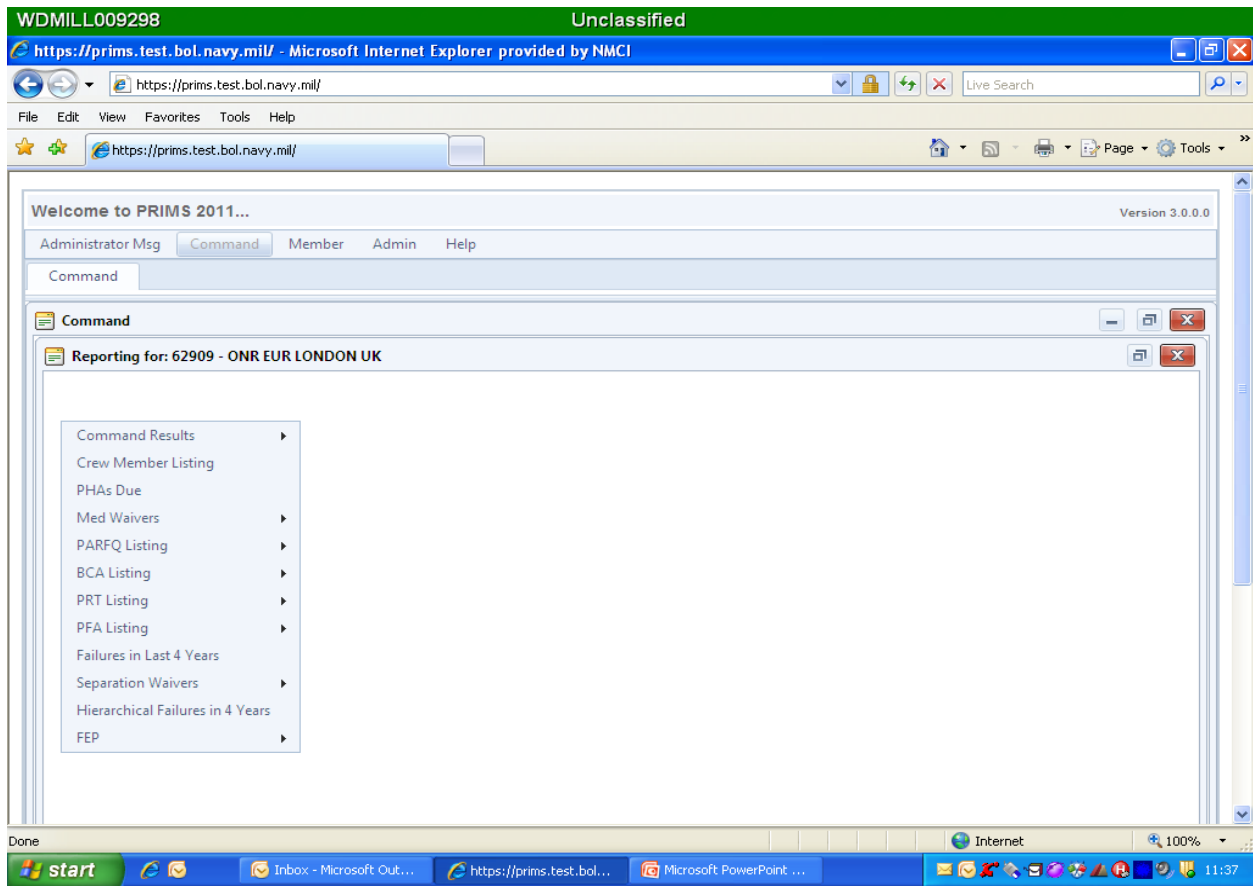 WDMILL009298 Unclassified
https://prims.test.bol.navy.mil/ - Microsoft Internet Explorer provided by NMCI
https://prims.test.bol.navy.mil/ Live Search
File Edit View Favorites Tools Help
https://prims.test.bol.navy.mil/ Page Tools
Welcome to PRIMS 2011... Version 3.0.0.0
Administrator Msg Command Member Admin Help
Command
Command
Reporting for: 62909 - ONR EUR LONDON UK
Command Results
Crew Member Listing
PHAs Due
Med Waivers
PARFQ Listing
BCA Listing
PRT Listing
PFA Listing
Failures in Last 4 Years
Separation Waivers
Hierarchical Failures in 4 Years
FEP
Done Internet 100%
start Inbox - Microsoft Out... https://prims.test.bol... Microsoft PowerPoint ... 11:37